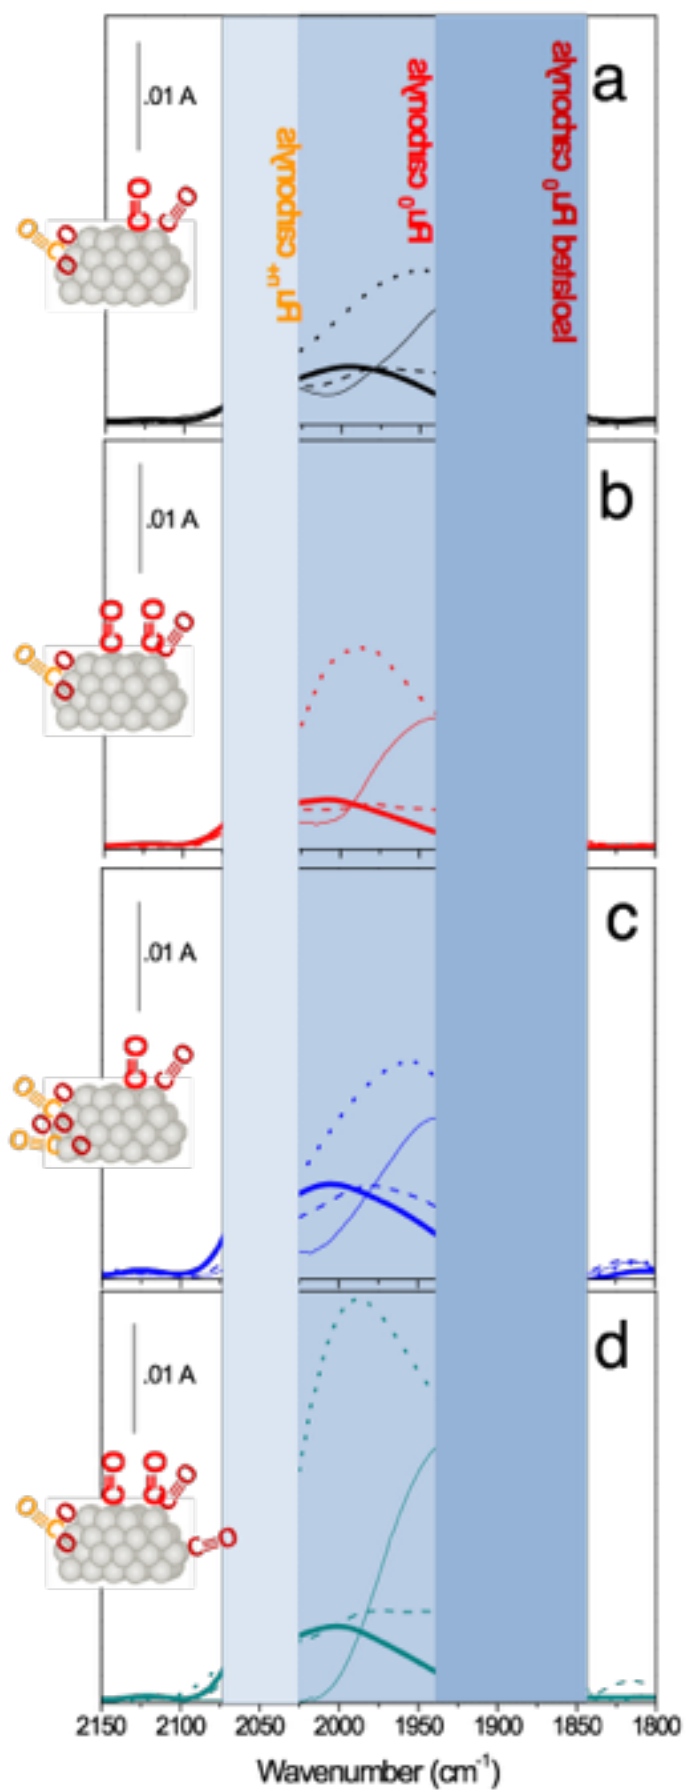 .01 A
a
Ruⁿ⁺ carbonyls
Ru⁰ carbonyls
Isolated Ru⁰ carbonyls
C=O
C≡O
O≡C
O
O
.01 A
b
C=O
C=O
C≡O
O≡C
O
O
.01 A
c
C=O
C≡O
O≡C
O
O
O
O≡C
O
.01 A
d
C=O
C=O
C≡O
O≡C
O
O
C=O
2150 2100 2050 2000 1950 1900 1850 1800
Wavenumber (cm⁻¹)